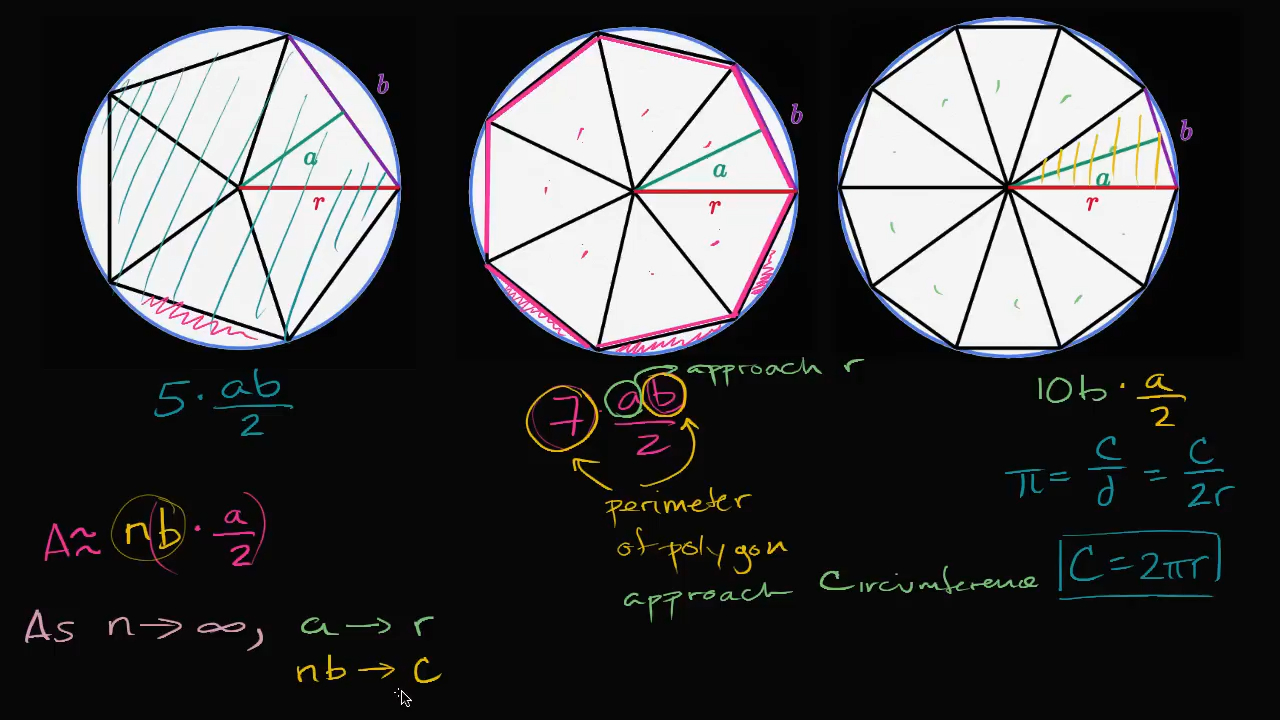 b
a
r
b
a
r
b
a
r
5 · ab/2
7 · ab/2
approach r
10b · a/2
π = C/d = C/2r
perimeter
of polygon
approach Circumference
C = 2πr
A ≈ nb · a/2
As n → ∞, a → r
nb → C